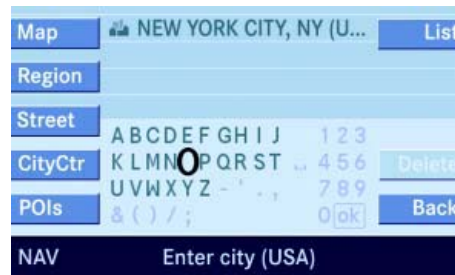 Map
NEW YORK CITY, NY (U...
List
Region
Street
ABCDEFGHIJ 123
CityCtr
KLMNOPQRST _ 456
Delete
UVWXYZ-'., 789
POIs
&()/; 0 ok
Back
NAV
Enter city (USA)